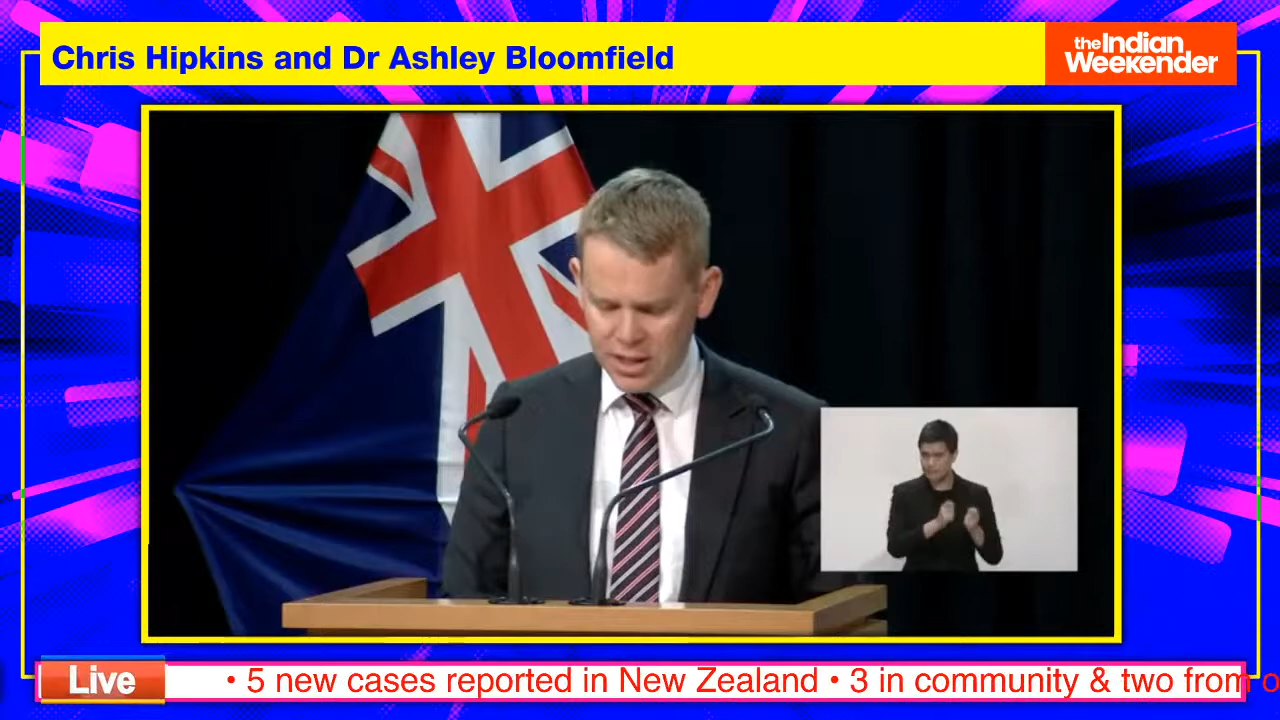 Chris Hipkins and Dr Ashley Bloomfield
the Indian
Weekender
Live
• 5 new cases reported in New Zealand • 3 in community & two from o